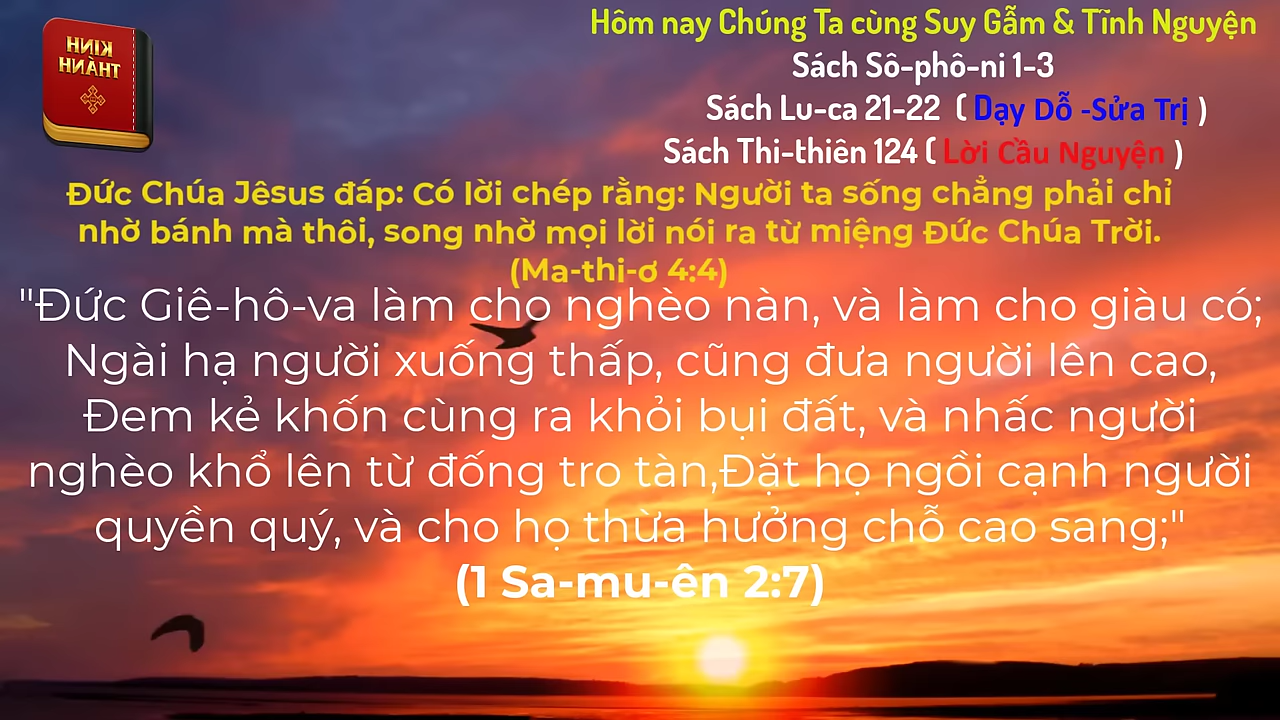 KINH
THÁNH
Hôm nay Chúng Ta cùng Suy Gẫm & Tĩnh Nguyện
Sách Sô-phô-ni 1-3
Sách Lu-ca 21-22 ( Dạy Dỗ -Sửa Trị )
Sách Thi-thiên 124 ( Lời Cầu Nguyện )
Đức Chúa Jêsus đáp: Có lời chép rằng: Người ta sống chẳng phải chỉ
nhờ bánh mà thôi, song nhờ mọi lời nói ra từ miệng Đức Chúa Trời.
(Ma-thi-ơ 4:4)
"Đức Giê-hô-va làm cho nghèo nàn, và làm cho giàu có;
Ngài hạ người xuống thấp, cũng đưa người lên cao,
Đem kẻ khốn cùng ra khỏi bụi đất, và nhấc người
nghèo khổ lên từ đống tro tàn,Đặt họ ngồi cạnh người
quyền quý, và cho họ thừa hưởng chỗ cao sang;"
(1 Sa-mu-ên 2:7)